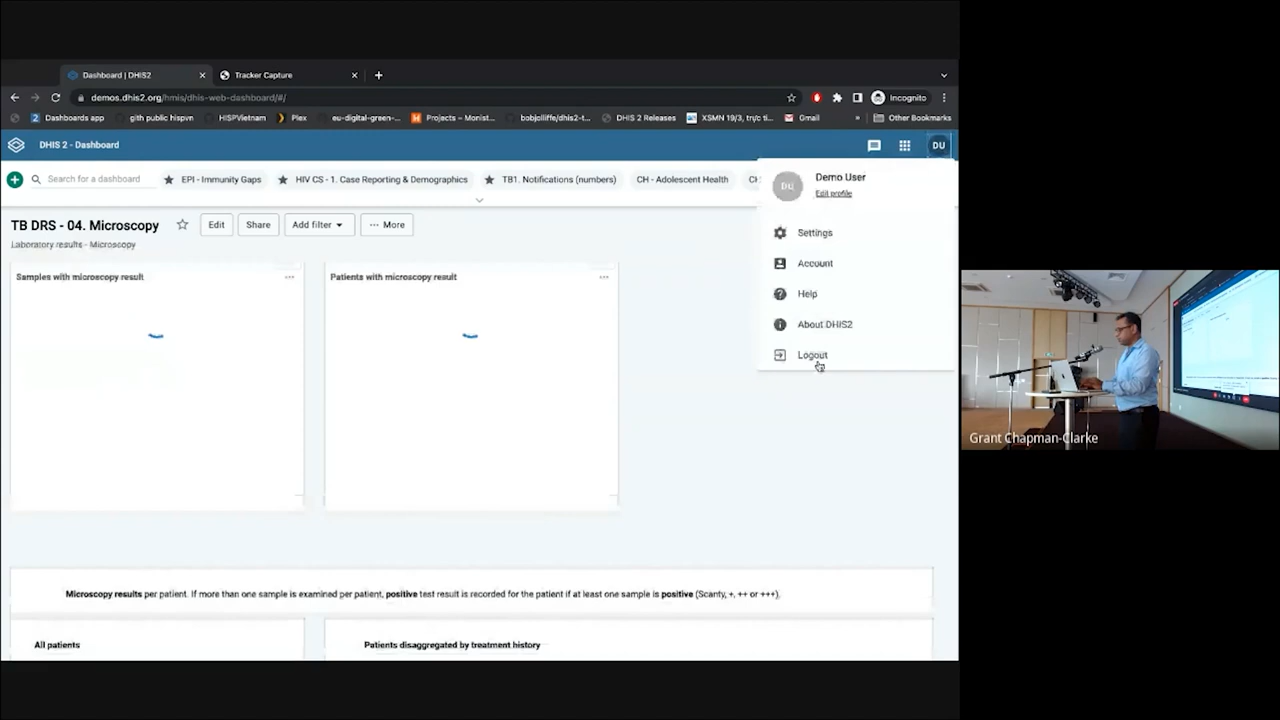 Dashboard | DHIS2
Tracker Capture
demos.dhis2.org/hmis/dhis-web-dashboard/#/
Incognito
Dashboards app
gith public hispvn
HISPVietnam
Plex
eu-digital-green-...
Projects – Monist...
bobjolliffe/dhis2-t...
DHIS 2 Releases
XSMN 19/3, trực ti...
Gmail
»
Other Bookmarks
DHIS 2 - Dashboard
DU
Search for a dashboard
EPI - Immunity Gaps
HIV CS - 1. Case Reporting & Demographics
TB1. Notifications (numbers)
CH - Adolescent Health
DU
Demo User
Edit profile
Settings
Account
Help
About DHIS2
Logout
TB DRS - 04. Microscopy
Edit
Share
Add filter
More
Laboratory results - Microscopy
Samples with microscopy result
Patients with microscopy result
Microscopy results per patient. If more than one sample is examined per patient, positive test result is recorded for the patient if at least one sample is positive (Scanty, +, ++ or +++).
All patients
Patients disaggregated by treatment history
Grant Chapman-Clarke